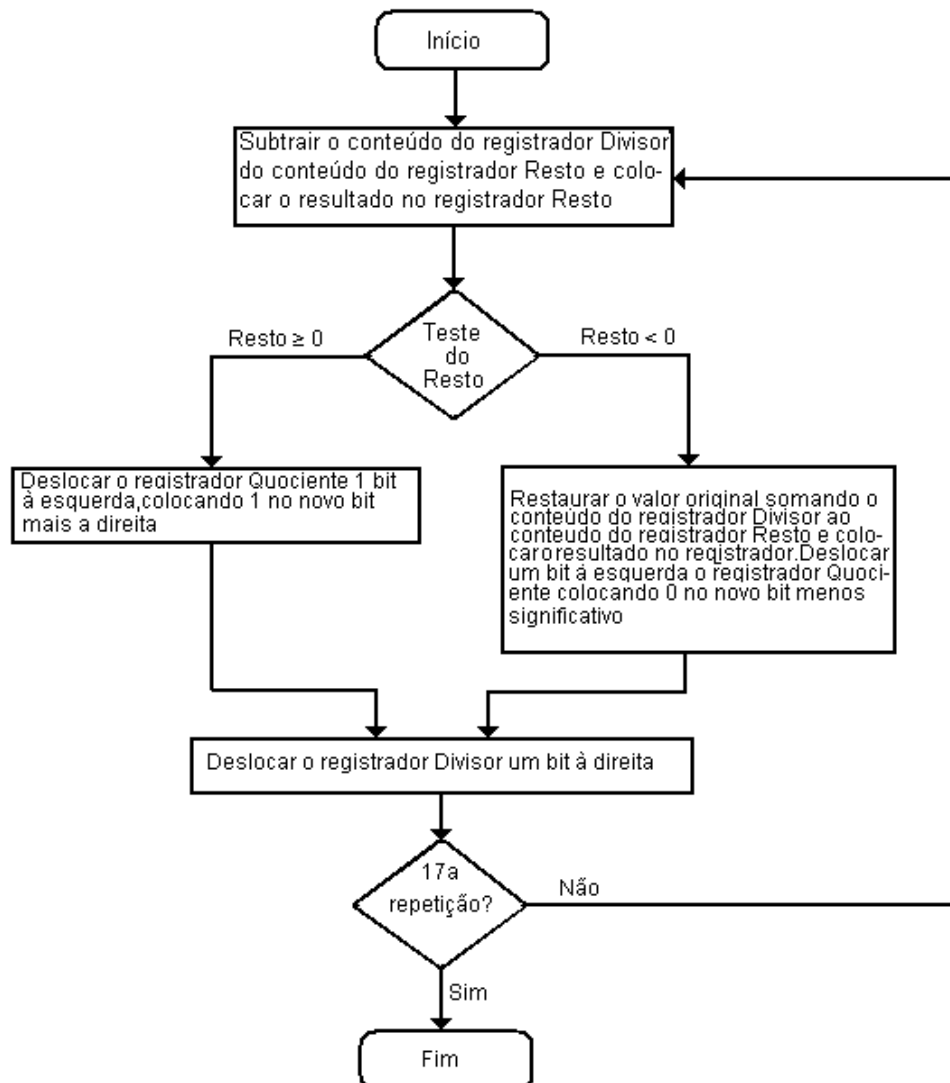 Início
Subtrair o conteúdo do registrador Divisor
do conteúdo do registrador Resto e colo-
car o resultado no registrador Resto
Teste
do
Resto
Resto ≥ 0
Resto < 0
Deslocar o registrador Quociente 1 bit
à esquerda,colocando 1 no novo bit
mais a direita
Restaurar o valor original somando o
conteúdo do registrador Divisor ao
conteúdo do registrador Resto e colo-
car o resultado no registrador.Deslocar
um bit à esquerda o registrador Quoci-
ente colocando 0 no novo bit menos
significativo
Deslocar o registrador Divisor um bit à direita
17a
repetição?
Não
Sim
Fim